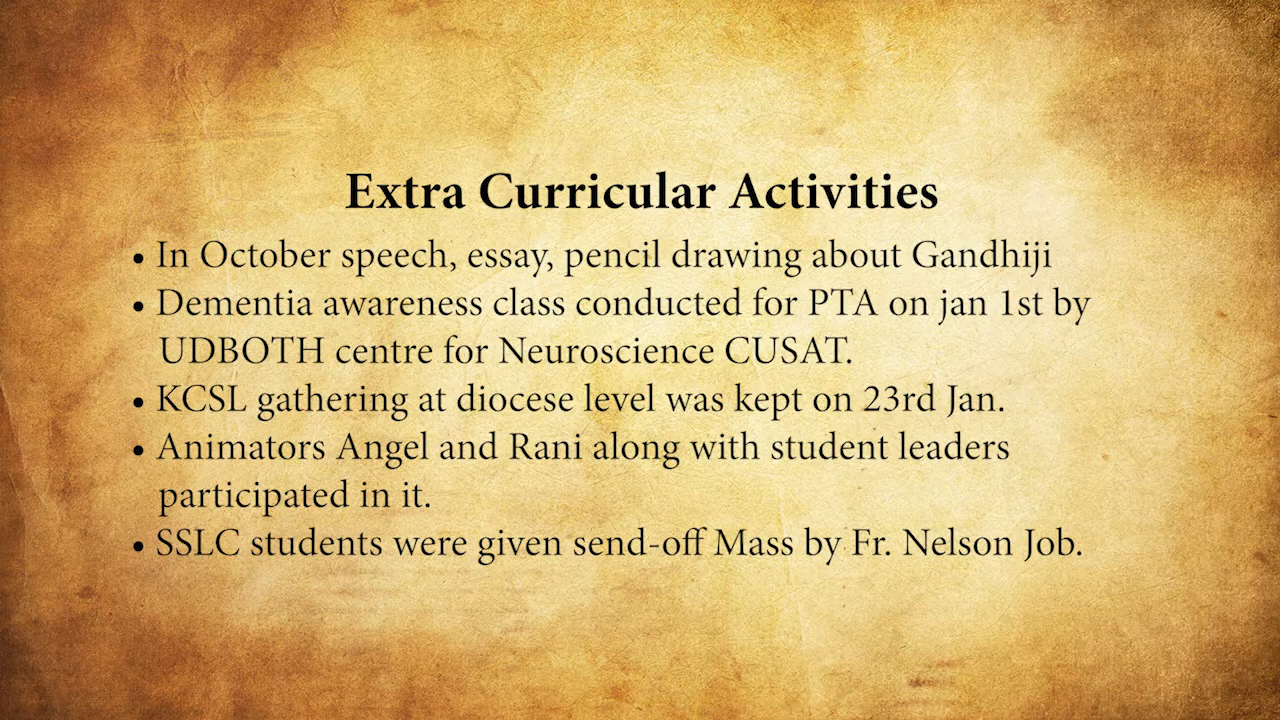 Extra Curricular Activities
• In October speech, essay, pencil drawing about Gandhiji
• Dementia awareness class conducted for PTA on jan 1st by
UDBOTH centre for Neuroscience CUSAT.
• KCSL gathering at diocese level was kept on 23rd Jan.
• Animators Angel and Rani along with student leaders
participated in it.
• SSLC students were given send-off Mass by Fr. Nelson Job.